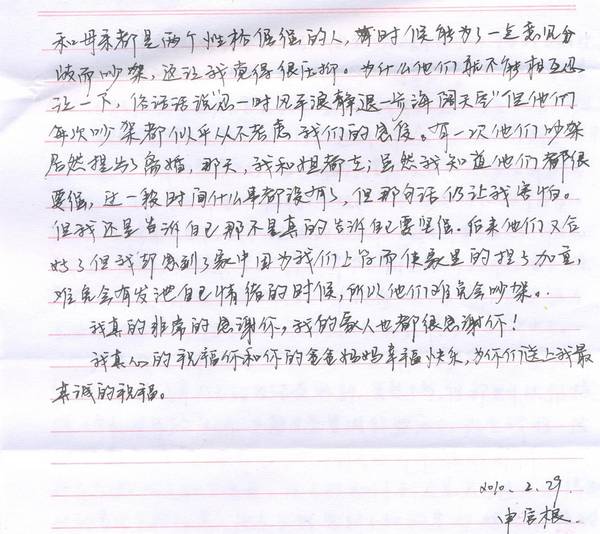 和母亲都是两个性格倔强的人，有时候能为了一点意见分
歧而吵架，这让我觉得很压抑。为什么他们就不能相互忍
让一下，俗话话说"忍一时风平浪静退一步海阔天空"但他们
每次吵架都似乎从不考虑我们的感受。有一次他们吵架
居然提出了离婚，那天，我和姐都在；虽然我知道他们都很
要强，过一段时间什么事都没有了，但那句话仍让我害怕。
但我还是告诉自己那不是真的告诉自己要坚强。后来他们又合
好了但我却感到了家中因为我们上学而使家里的担子加重，
难免会有发泄自己情绪的时候，所以他们难免会吵架。
我真的非常的感谢你，我的家人也都很感谢你！
我真心的祝福你和你的爸爸妈妈幸福快乐，为你们送上我最
真诚的祝福。
2010.2.29.
申根